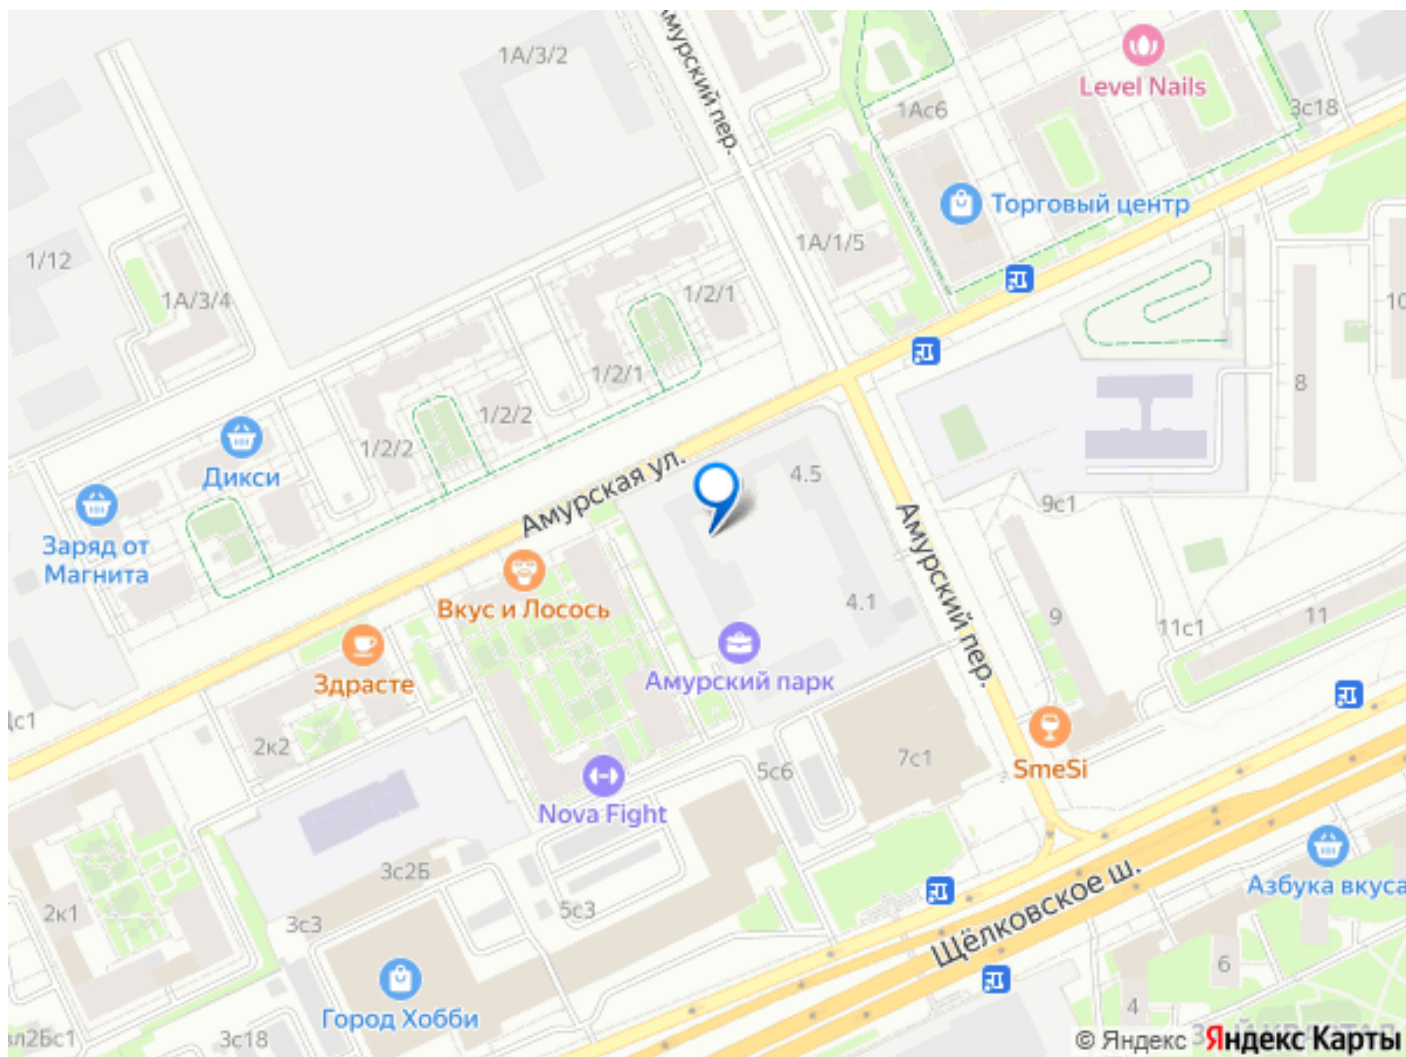 1А/3/2
Амурский пер.
Level Nails
1Ас6
3с18
Торговый центр
1/12
1А/1/5
1А/3/4
1/2/1
1/2/1
8
10
1/2/2
1/2/2
Дикси
Амурская ул.
4.5
9с1
Заряд от
Магнита
Амурский пер.
Вкус и Лосось
4.1
9
11с1
11
Здрасте
Амурский парк
2к2
5с6
7с1
SmeSi
Nova Fight
3с2Б
Азбука вкуса
2к1
5с3
3с3
Щёлковское ш.
6
4
Город Хобби
3с18
© Яндекс Яндекс Карты